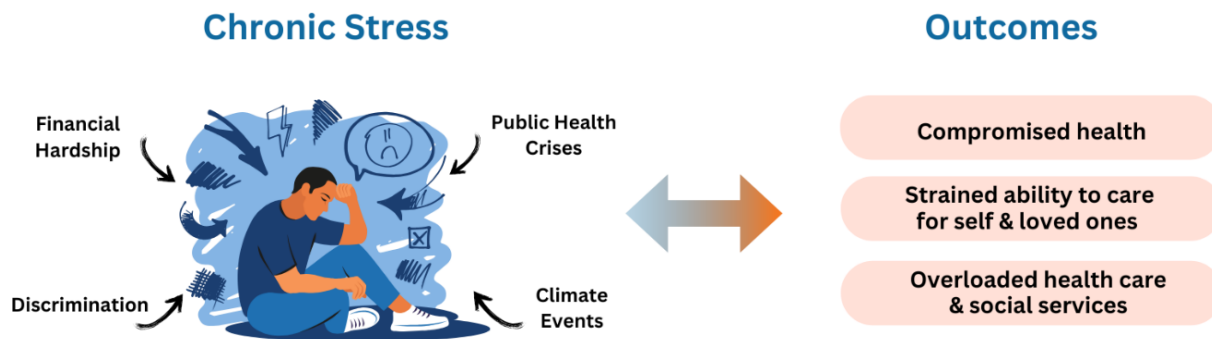 Chronic Stress
Outcomes
Financial
Hardship
Public Health
Crises
Discrimination
Climate
Events
Compromised health
Strained ability to care
for self & loved ones
Overloaded health care
& social services